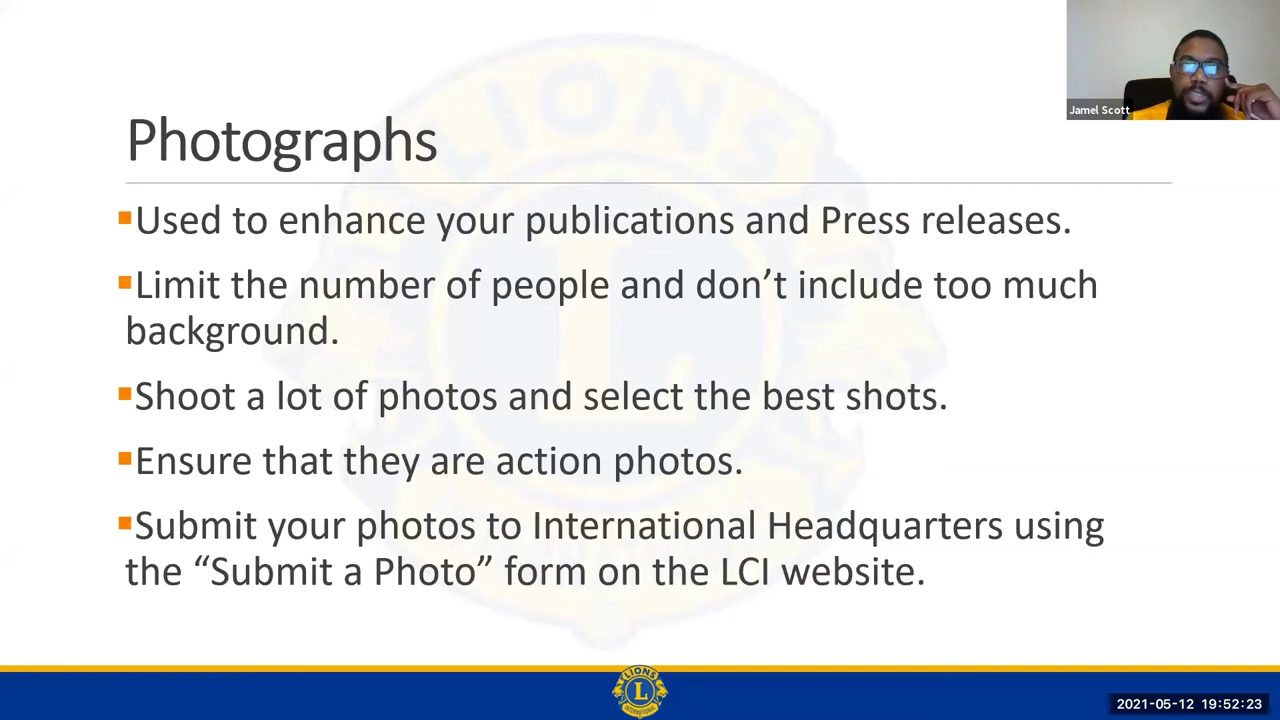 Jamel Scott
Photographs
▪Used to enhance your publications and Press releases.
▪Limit the number of people and don’t include too much
background.
▪Shoot a lot of photos and select the best shots.
▪Ensure that they are action photos.
▪Submit your photos to International Headquarters using
the “Submit a Photo” form on the LCI website.
LIONS
L
INTERNATIONAL
2021-05-12 19:52:23